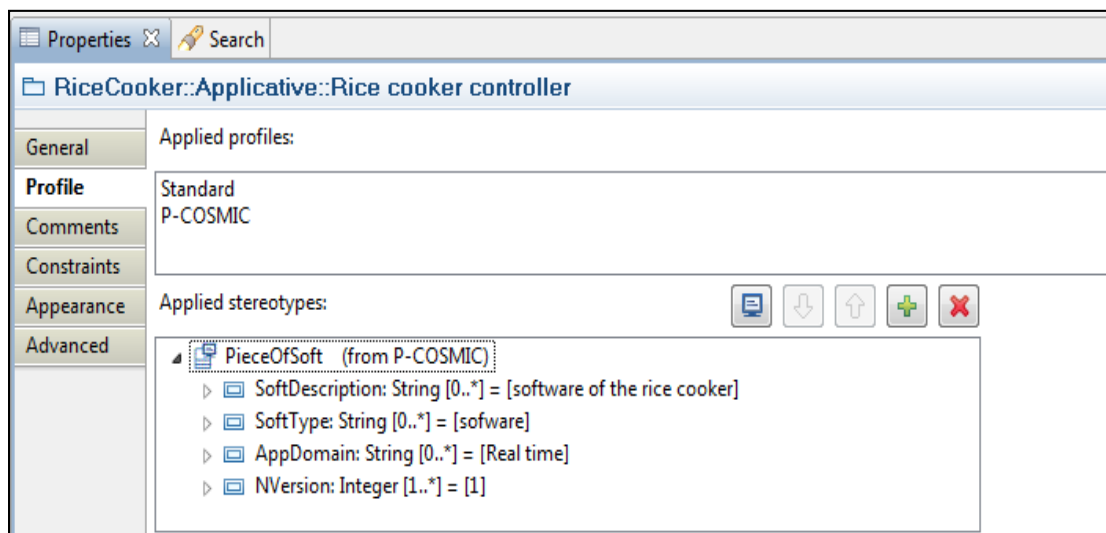 Properties
Search
RiceCooker::Applicative::Rice cooker controller
General
Profile
Comments
Constraints
Appearance
Advanced
Applied profiles:
Standard
P-COSMIC
Applied stereotypes:
PieceOfSoft (from P-COSMIC)
SoftDescription: String [0..*] = [software of the rice cooker]
SoftType: String [0..*] = [sofware]
AppDomain: String [0..*] = [Real time]
NVersion: Integer [1..*] = [1]